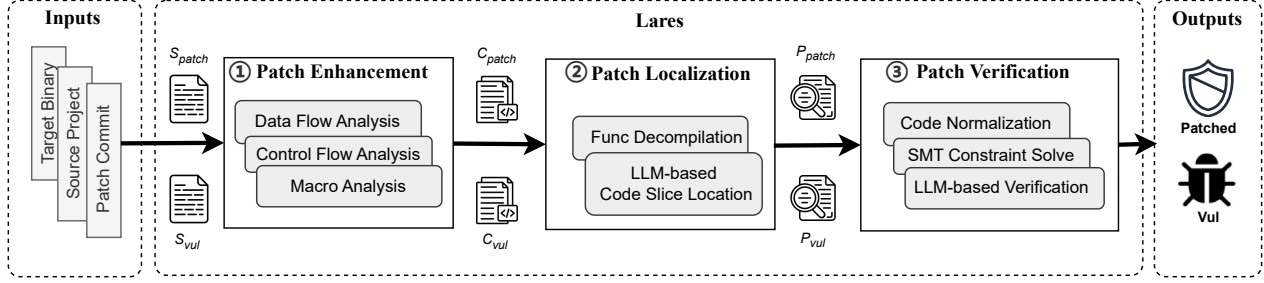 Inputs
Target Binary
Source Project
Patch Commit
Lares
S_patch
S_vul
① Patch Enhancement
Data Flow Analysis
Control Flow Analysis
Macro Analysis
C_patch
C_vul
② Patch Localization
Func Decompilation
LLM-based
Code Slice Location
P_patch
P_vul
③ Patch Verification
Code Normalization
SMT Constraint Solve
LLM-based Verification
Outputs
Patched
Vul